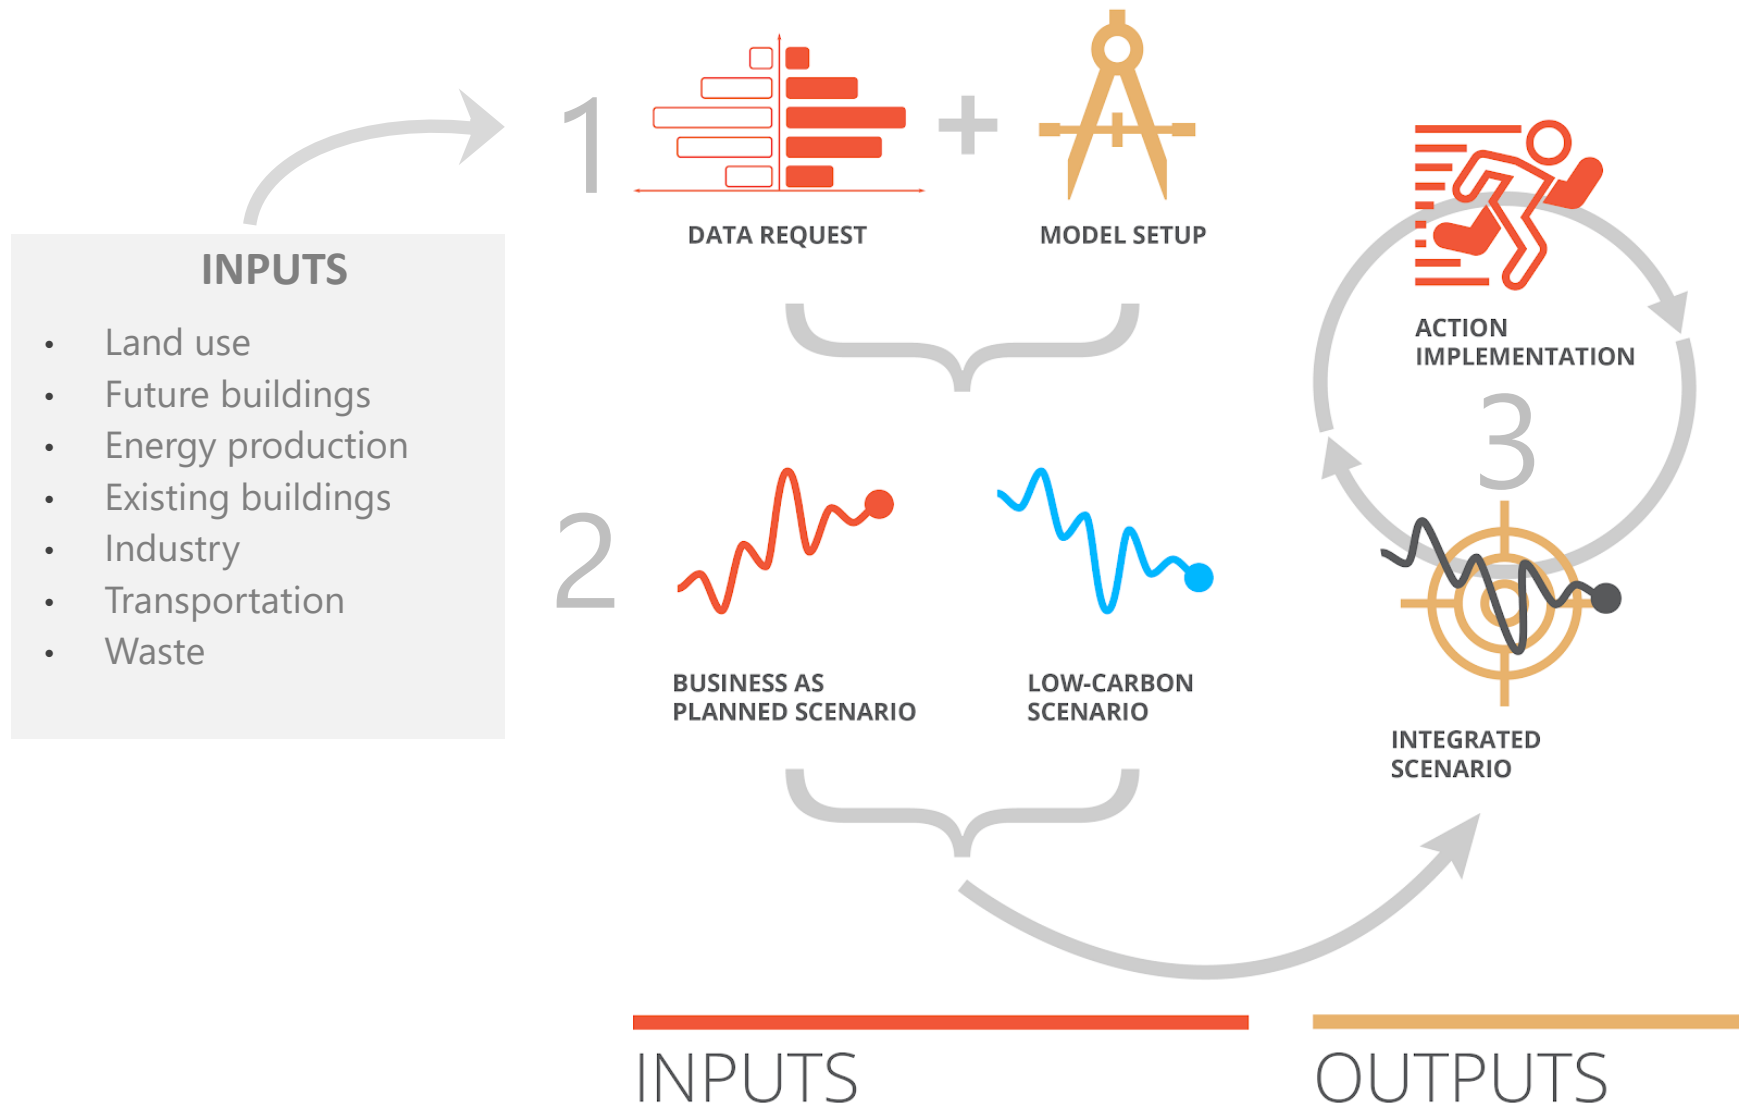 INPUTS
• Land use
• Future buildings
• Energy production
• Existing buildings
• Industry
• Transportation
• Waste
1
DATA REQUEST
+
MODEL SETUP
2
BUSINESS AS
PLANNED SCENARIO
LOW-CARBON
SCENARIO
ACTION
IMPLEMENTATION
3
INTEGRATED
SCENARIO
INPUTS
OUTPUTS